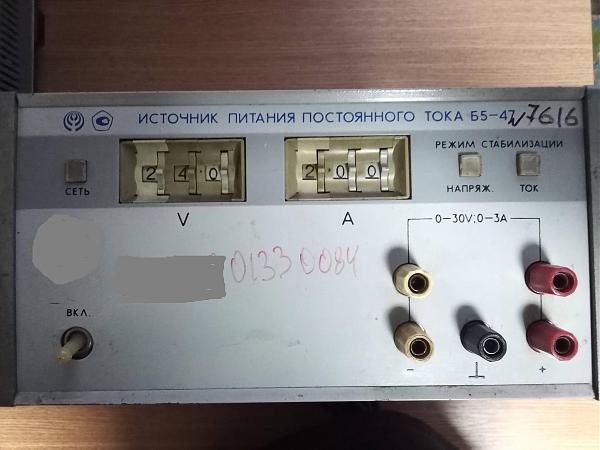 ИСТОЧНИК ПИТАНИЯ ПОСТОЯННОГО ТОКА Б5-47 7616
РЕЖИМ СТАБИЛИЗАЦИИ
СЕТЬ
2 4 0
2 0 0
НАПРЯЖ. ТОК
V
A
0-30V; 0-3A
0133 0084
ВКЛ.
- ⊥ +